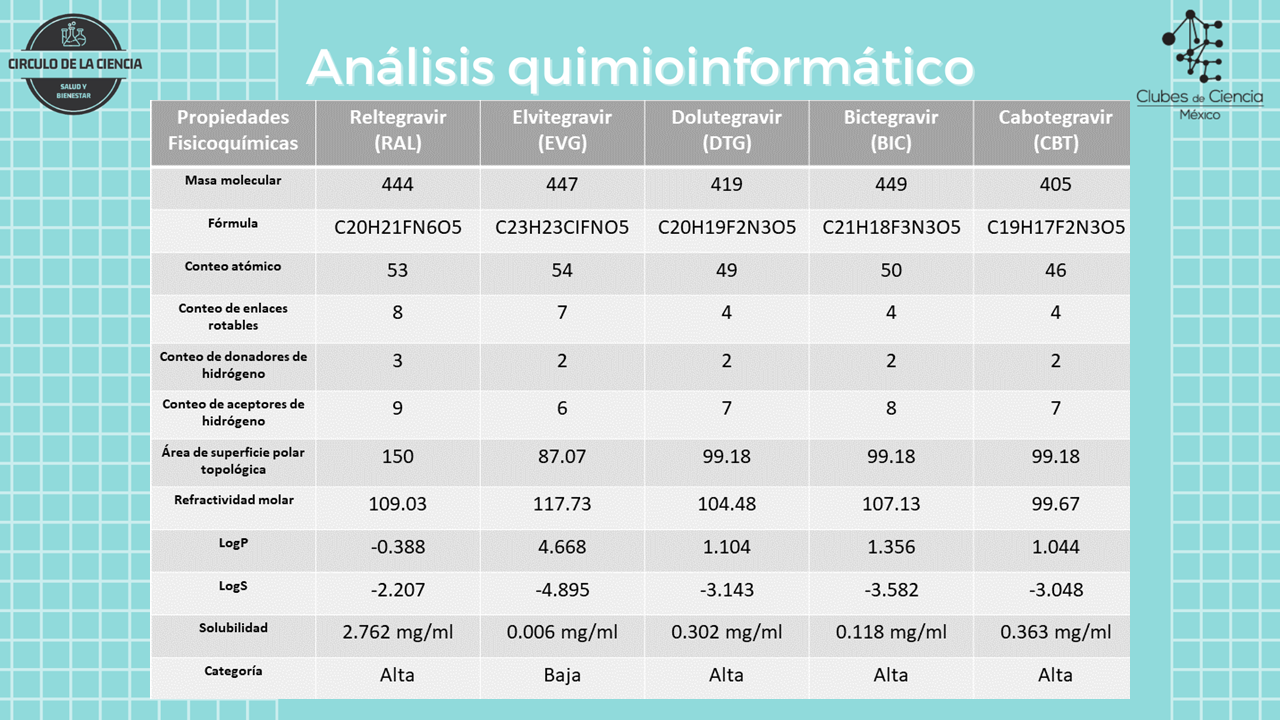 CIRCULO DE LA CIENCIA
SALUD Y
BIENESTAR
Análisis quimioinformático
Clubes de Ciencia
México
Propiedades Fisicoquímicas Reltegravir (RAL) Elvitegravir (EVG) Dolutegravir (DTG) Bictegravir (BIC) Cabotegravir (CBT)
Masa molecular 444 447 419 449 405
Fórmula C20H21FN6O5 C23H23ClFNO5 C20H19F2N3O5 C21H18F3N3O5 C19H17F2N3O5
Conteo atómico 53 54 49 50 46
Conteo de enlaces rotables 8 7 4 4 4
Conteo de donadores de hidrógeno 3 2 2 2 2
Conteo de aceptores de hidrógeno 9 6 7 8 7
Área de superficie polar topológica 150 87.07 99.18 99.18 99.18
Refractividad molar 109.03 117.73 104.48 107.13 99.67
LogP -0.388 4.668 1.104 1.356 1.044
LogS -2.207 -4.895 -3.143 -3.582 -3.048
Solubilidad 2.762 mg/ml 0.006 mg/ml 0.302 mg/ml 0.118 mg/ml 0.363 mg/ml
Categoría Alta Baja Alta Alta Alta